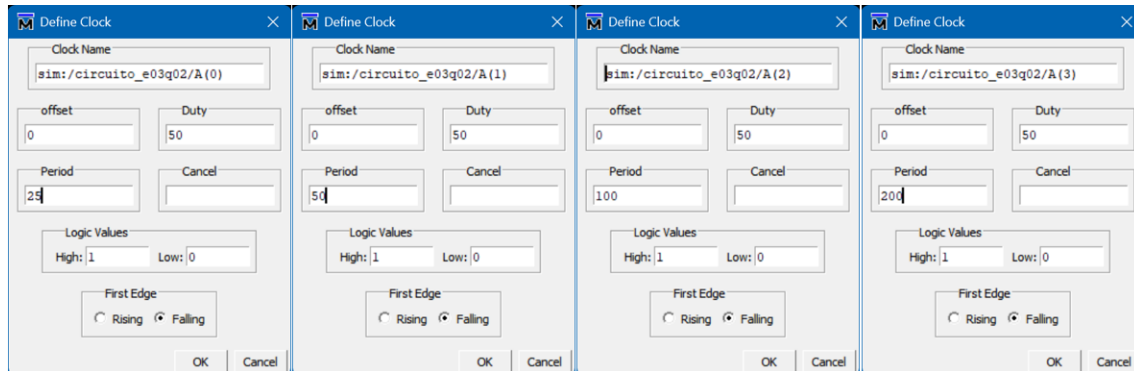 Define Clock
Clock Name
sim:/circuito_e03q02/A(0)
offset Duty
0 50
Period Cancel
25
Logic Values
High: 1 Low: 0
First Edge
Rising Falling
OK Cancel
Define Clock
Clock Name
sim:/circuito_e03q02/A(1)
offset Duty
0 50
Period Cancel
50
Logic Values
High: 1 Low: 0
First Edge
Rising Falling
OK Cancel
Define Clock
Clock Name
sim:/circuito_e03q02/A(2)
offset Duty
0 50
Period Cancel
100
Logic Values
High: 1 Low: 0
First Edge
Rising Falling
OK Cancel
Define Clock
Clock Name
sim:/circuito_e03q02/A(3)
offset Duty
0 50
Period Cancel
200
Logic Values
High: 1 Low: 0
First Edge
Rising Falling
OK Cancel